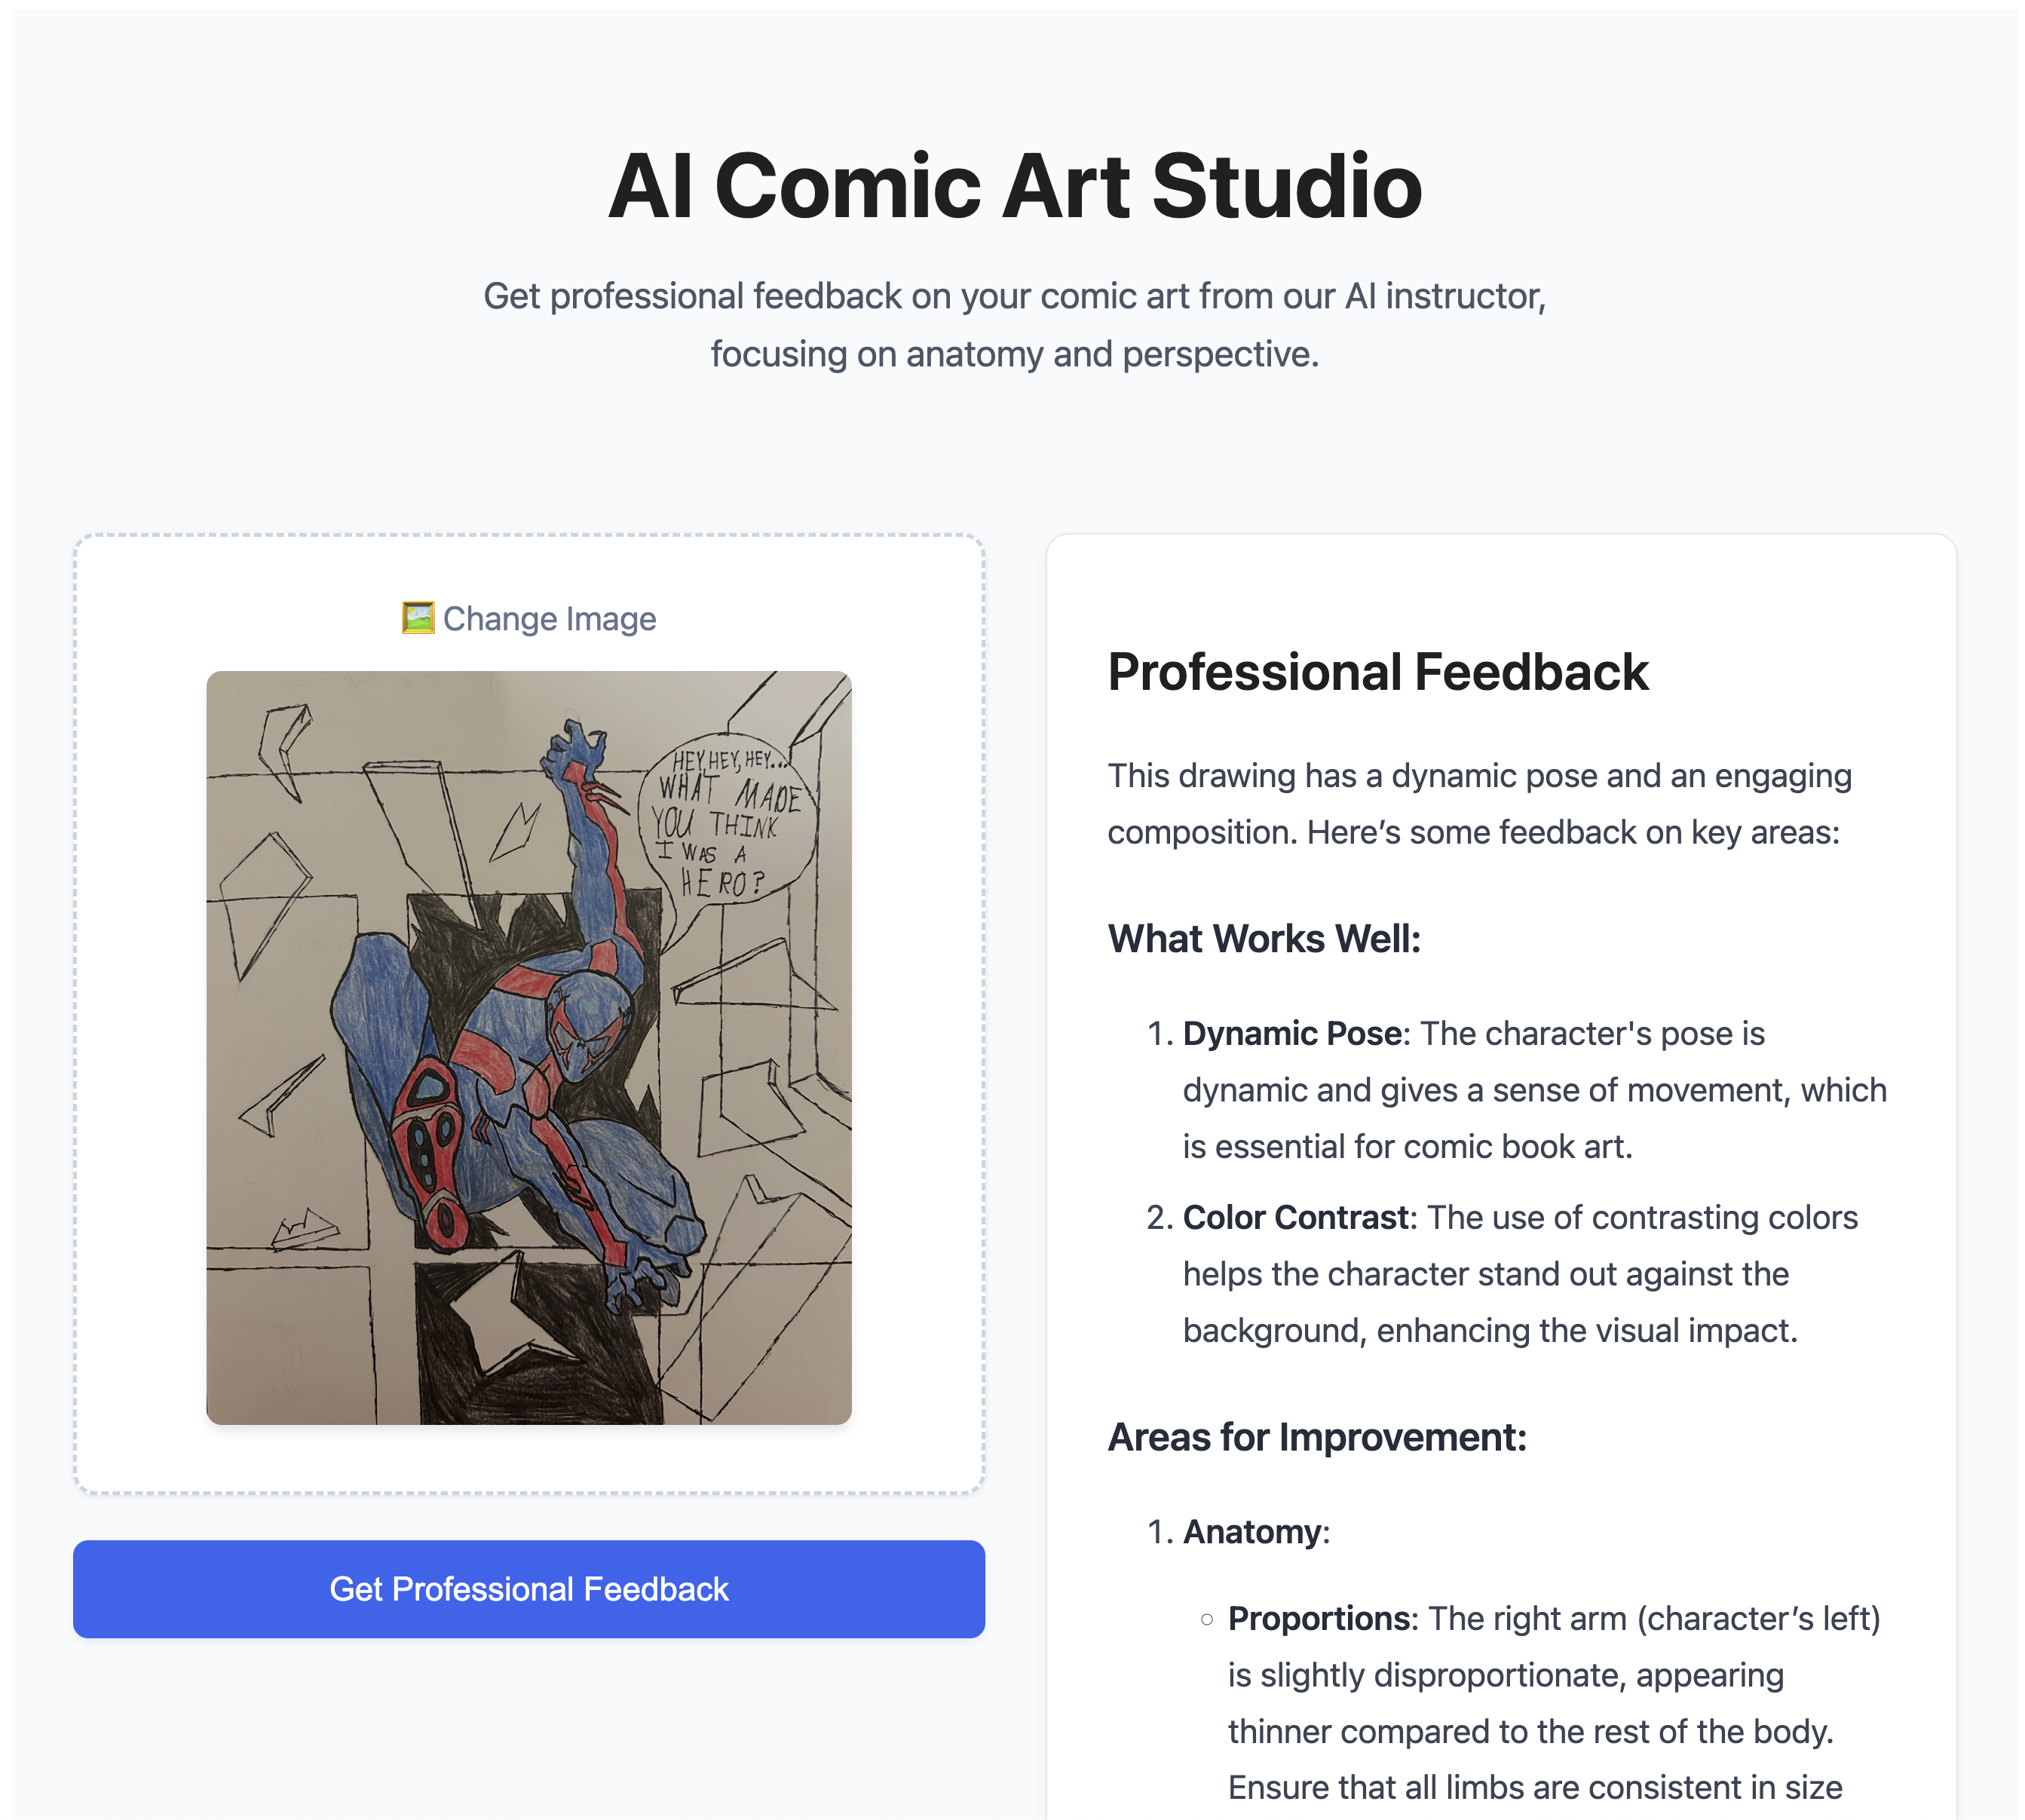 AI Comic Art Studio
Get professional feedback on your comic art from our AI instructor,
focusing on anatomy and perspective.
🖼️ Change Image
HEY, HEY, HEY...
WHAT MADE
YOU THINK
I WAS A
HERO?
Get Professional Feedback
Professional Feedback
This drawing has a dynamic pose and an engaging
composition. Here’s some feedback on key areas:
What Works Well:
1. Dynamic Pose: The character's pose is
dynamic and gives a sense of movement, which
is essential for comic book art.
2. Color Contrast: The use of contrasting colors
helps the character stand out against the
background, enhancing the visual impact.
Areas for Improvement:
1. Anatomy:
○ Proportions: The right arm (character’s left)
is slightly disproportionate, appearing
thinner compared to the rest of the body.
Ensure that all limbs are consistent in size